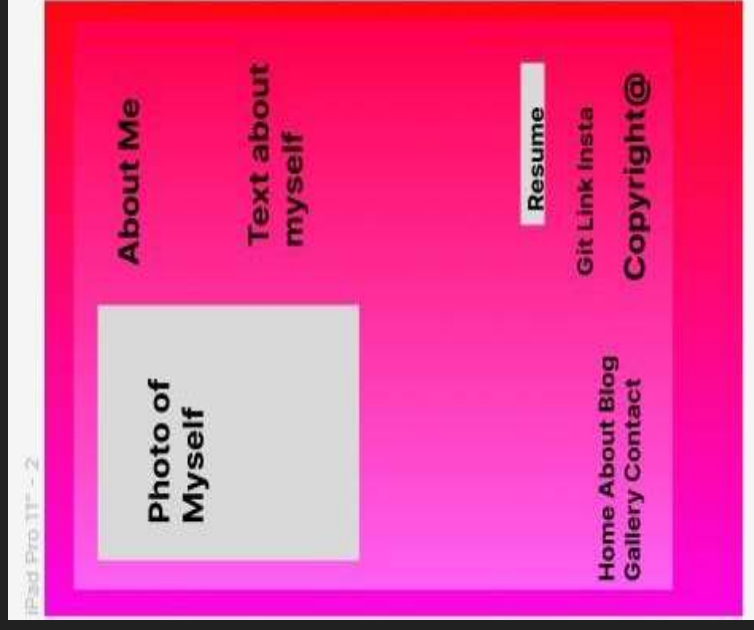 iPad Pro 11" - 2
About Me
Text about
myself
Photo of
Myself
Resume
Git Link Insta
Copyright@
Home About Blog
Gallery Contact